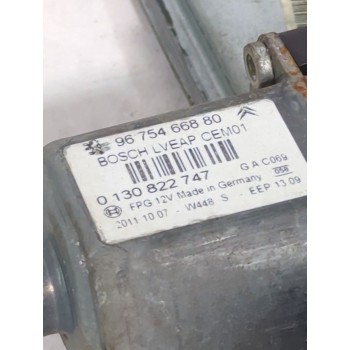 96 754 668 80
BOSCH LVEAP CEM01
0 130 822 747
G A C069
058
FPG 12V Made in Germany
2011 10 07 - W448 S - EEP 13 09